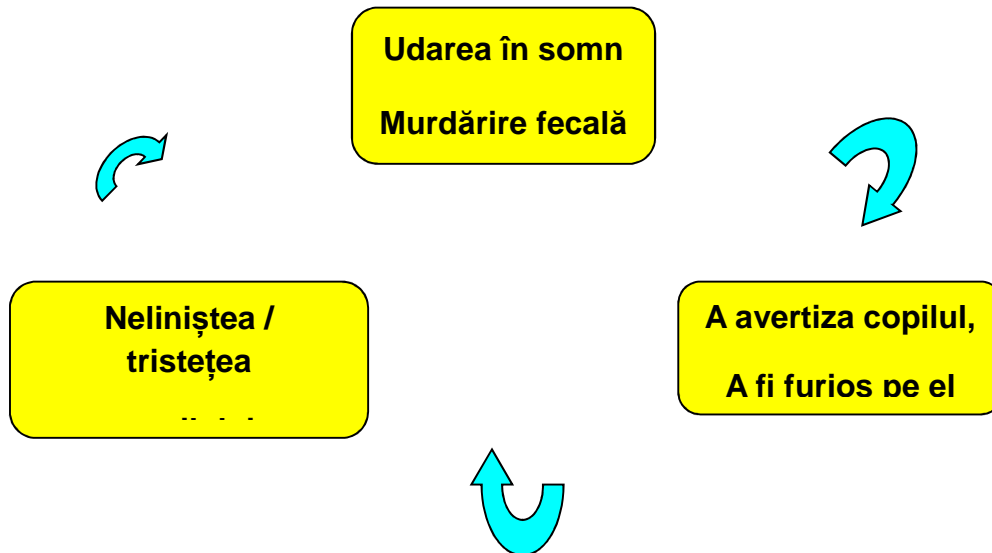 Udarea în somn
Murdărire fecală
Neliniștea /
tristețea
A avertiza copilul,
A fi furios pe el